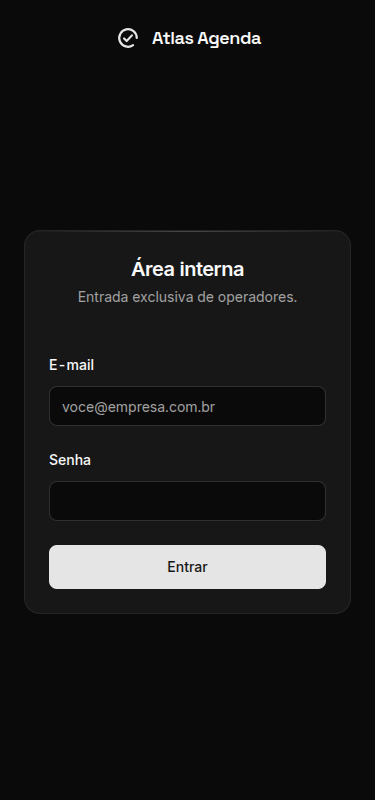 Atlas Agenda
Área interna
Entrada exclusiva de operadores.
E-mail
voce@empresa.com.br
Senha
Entrar